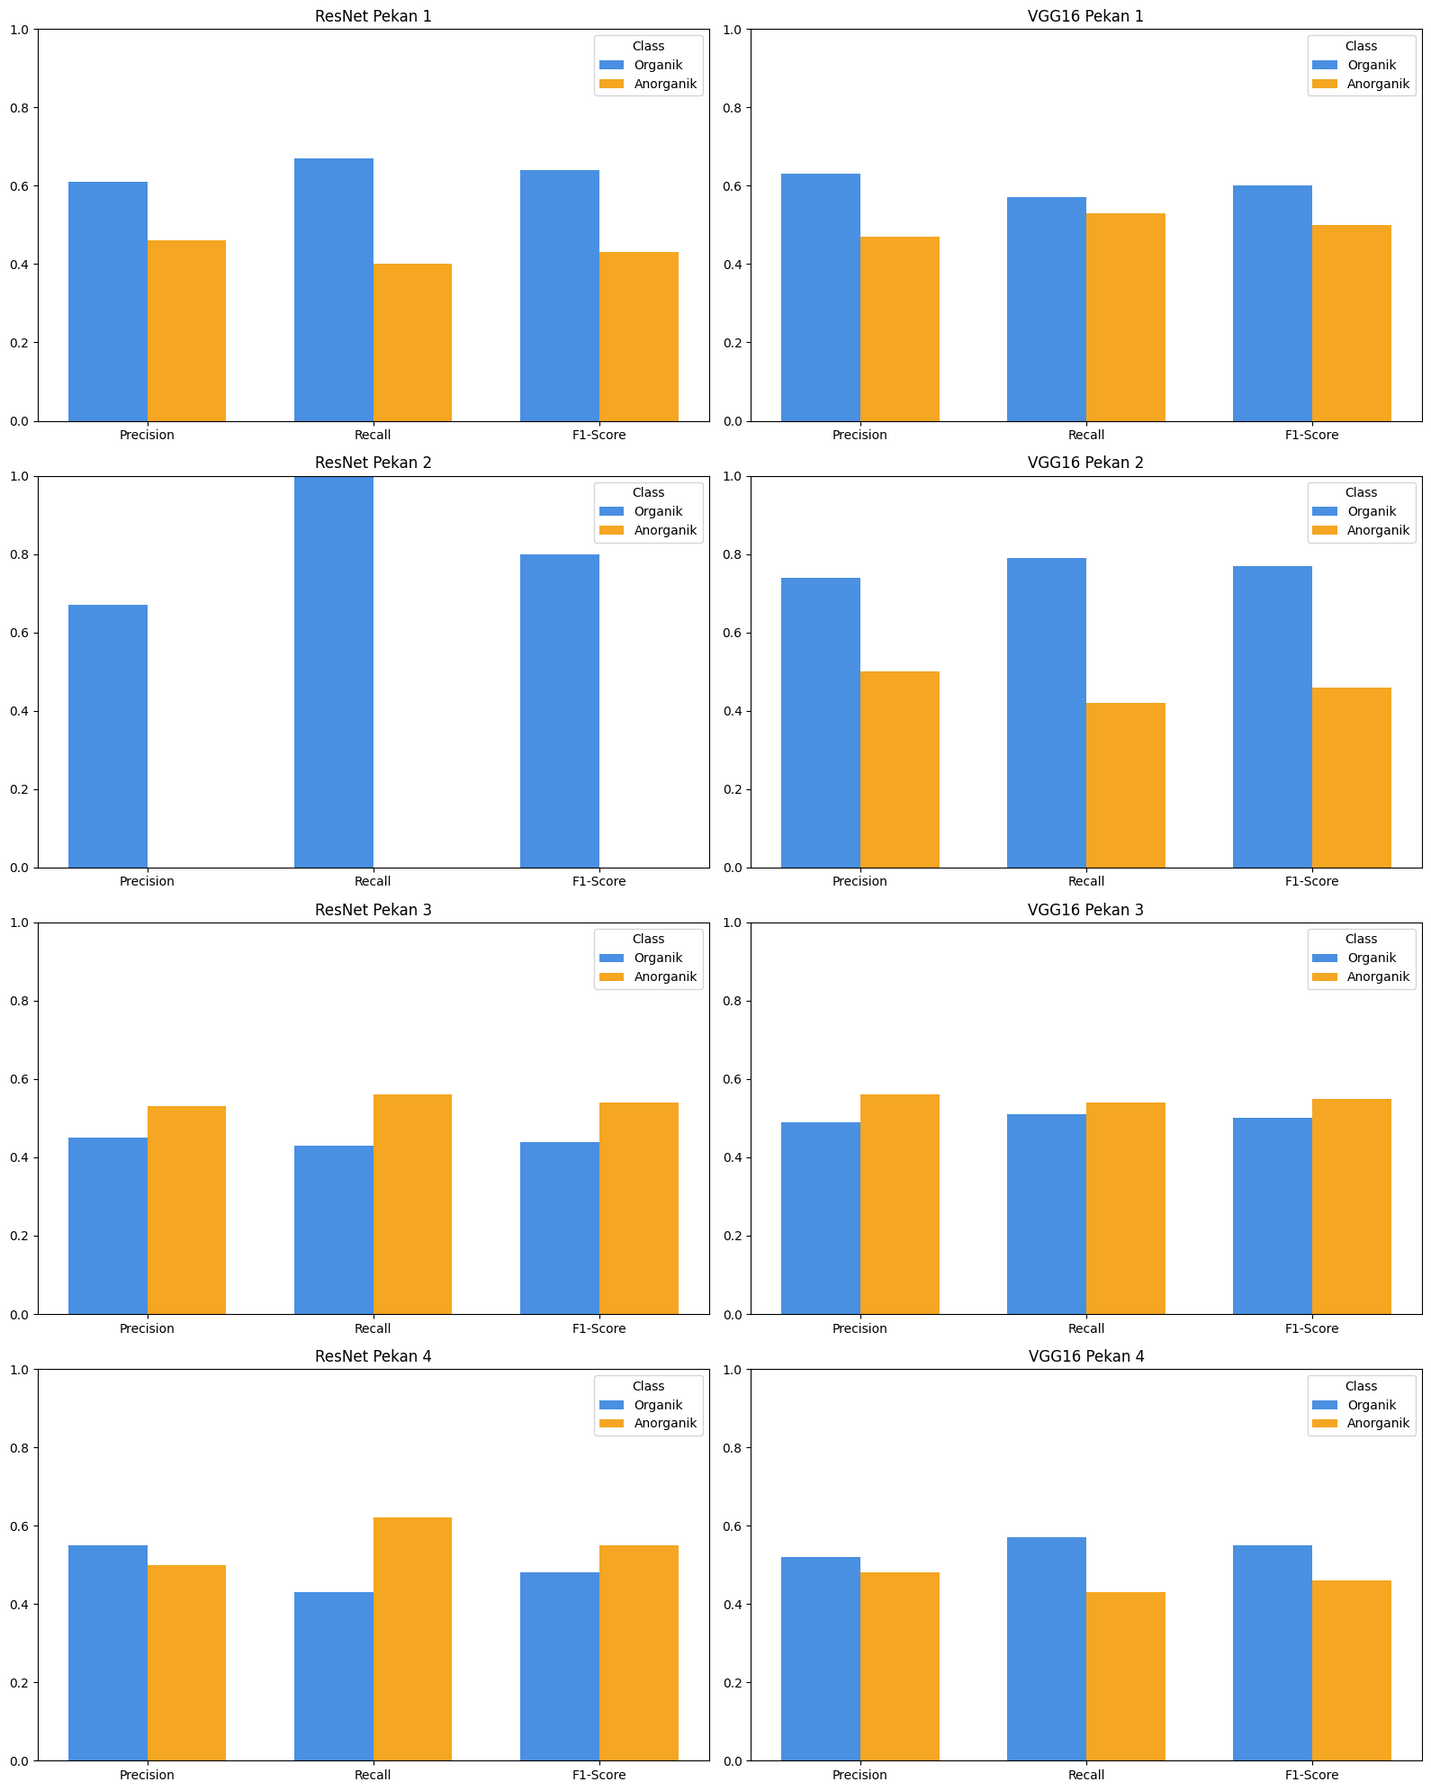 ResNet Pekan 1
1.0
0.8
0.6
0.4
0.2
0.0
Class
Organik
Anorganik
Precision
Recall
F1-Score
VGG16 Pekan 1
1.0
0.8
0.6
0.4
0.2
0.0
Class
Organik
Anorganik
Precision
Recall
F1-Score
ResNet Pekan 2
1.0
0.8
0.6
0.4
0.2
0.0
Class
Organik
Anorganik
Precision
Recall
F1-Score
VGG16 Pekan 2
1.0
0.8
0.6
0.4
0.2
0.0
Class
Organik
Anorganik
Precision
Recall
F1-Score
ResNet Pekan 3
1.0
0.8
0.6
0.4
0.2
0.0
Class
Organik
Anorganik
Precision
Recall
F1-Score
VGG16 Pekan 3
1.0
0.8
0.6
0.4
0.2
0.0
Class
Organik
Anorganik
Precision
Recall
F1-Score
ResNet Pekan 4
1.0
0.8
0.6
0.4
0.2
0.0
Class
Organik
Anorganik
Precision
Recall
F1-Score
VGG16 Pekan 4
1.0
0.8
0.6
0.4
0.2
0.0
Class
Organik
Anorganik
Precision
Recall
F1-Score